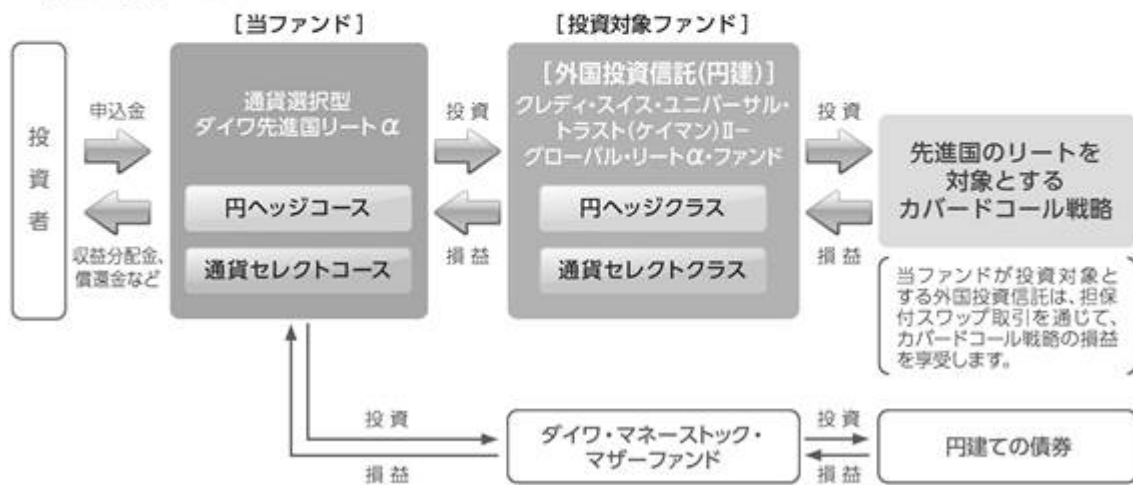 [当ファンド]
[投資対象ファンド]
投資者
申込金
収益分配金、
償還金など
通貨選択型
ダイワ先進国リートα
円ヘッジコース
通貨セレクトコース
投資
損益
[外国投資信託(円建)]
クレディ・スイス・ユニバーサル・
トラスト(ケイマン)Ⅱ−
グローバル・リートα・ファンド
円ヘッジクラス
通貨セレクトクラス
投資
損益
先進国のリートを
対象とする
カバードコール戦略
当ファンドが投資対象と
する外国投資信託は、担保
付スワップ取引を通じて、
カバードコール戦略の損益
を享受します。
投資
損益
ダイワ・マネーストック・
マザーファンド
投資
損益
円建ての債券